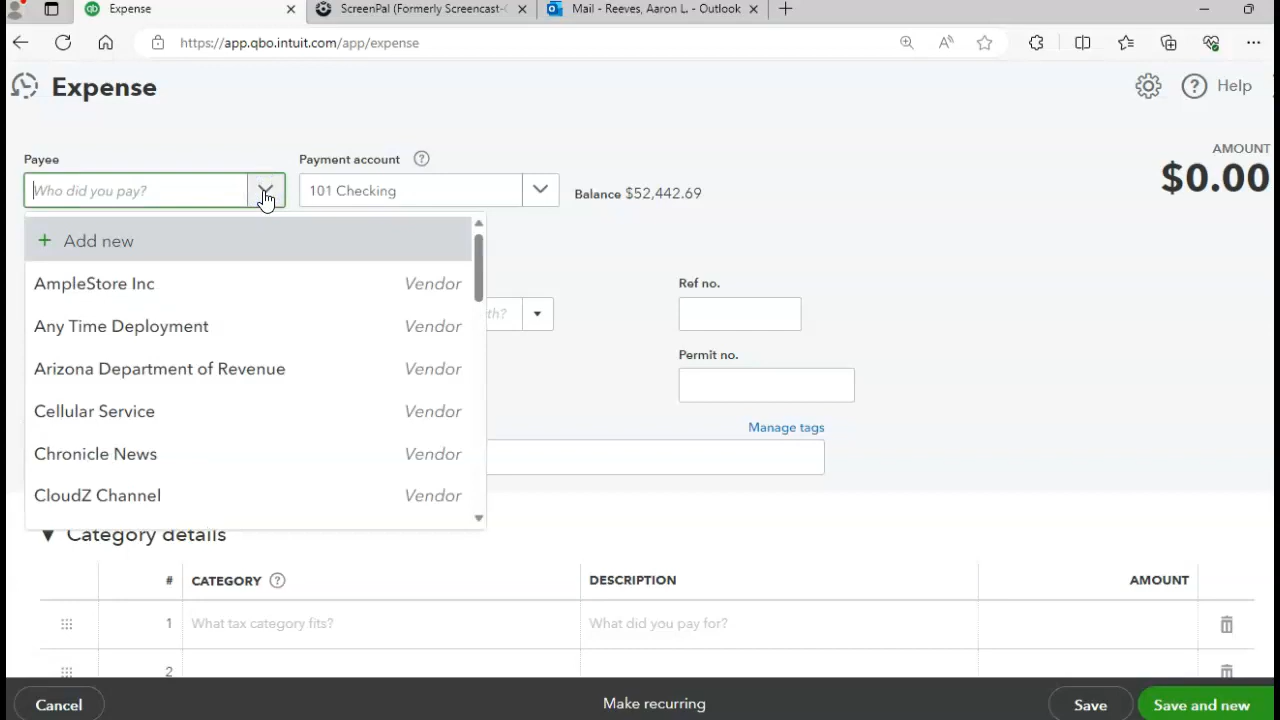 Expense
ScreenPal (Formerly Screencast-O
Mail - Reeves, Aaron L. - Outlook
https://app.qbo.intuit.com/app/expense
Expense
Help
Payee
Payment account
AMOUNT
Who did you pay?
101 Checking
Balance $52,442.69
$0.00
+ Add new
AmpleStore Inc Vendor
Ref no.
Any Time Deployment Vendor
th?
Permit no.
Arizona Department of Revenue Vendor
Cellular Service Vendor
Manage tags
Chronicle News Vendor
CloudZ Channel Vendor
Category details
# CATEGORY DESCRIPTION AMOUNT
1 What tax category fits? What did you pay for?
2
Cancel Make recurring Save Save and new